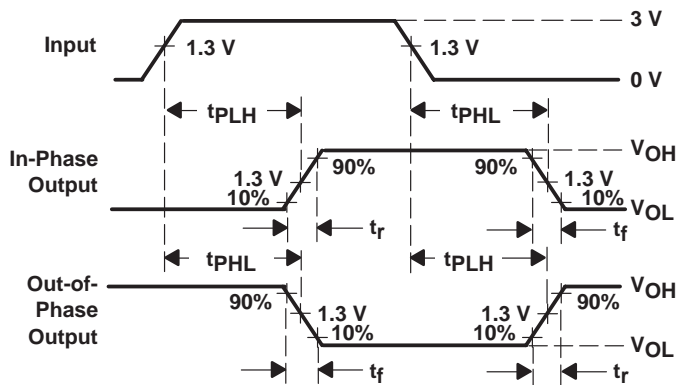 3 V
Input
1.3 V
1.3 V
0 V
tPLH
tPHL
In-Phase
Output
VOH
90%
90%
1.3 V
1.3 V
10%
10%
VOL
tr
tf
tPHL
tPLH
Out-of-
Phase
Output
VOH
90%
90%
1.3 V
1.3 V
10%
10%
VOL
tf
tr